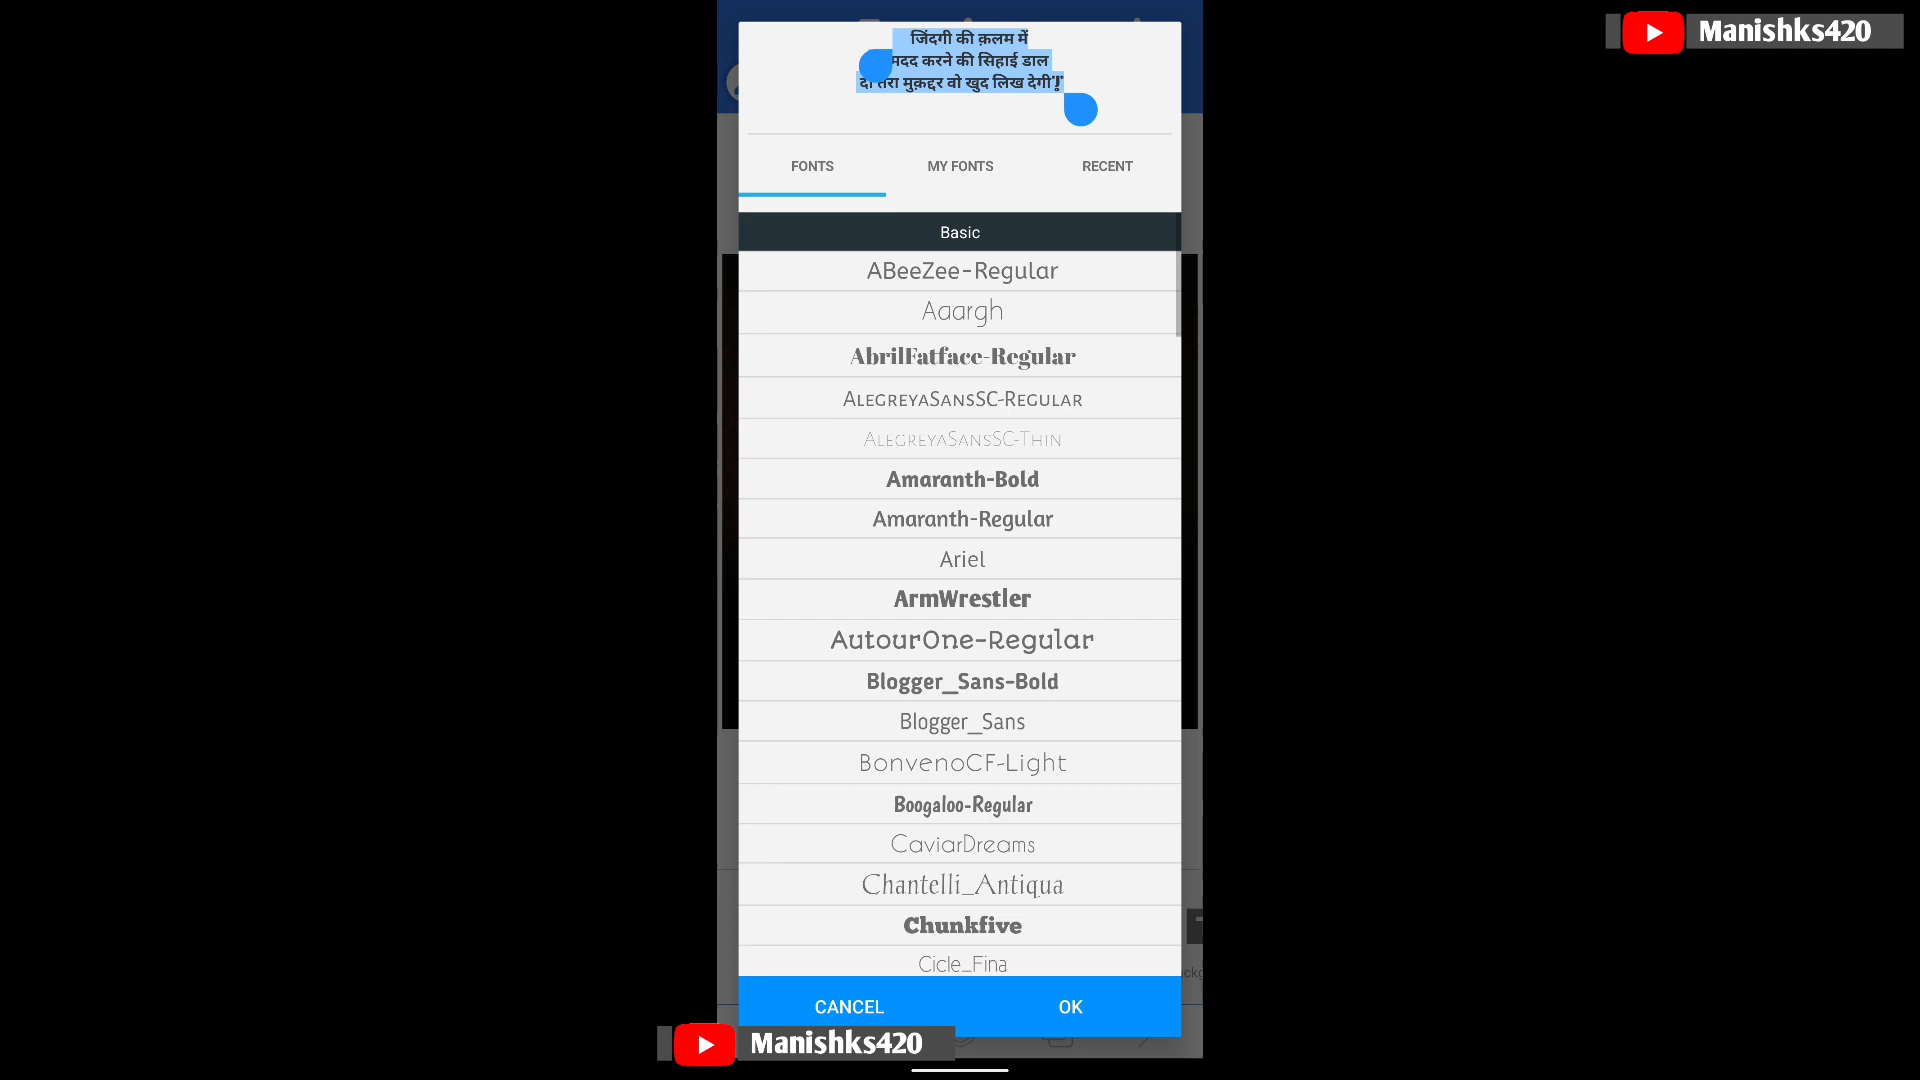 Manishks420
जिंदगी की क़लम में
मदद करने की सिहाई डाल
दो तेरा मुक़द्दर वो खुद लिख देगी
FONTS
MY FONTS
RECENT
Basic
ABeeZee-Regular
Aaargh
AbrilFatface-Regular
AlegreyaSansSC-Regular
AlegreyaSansSC-Thin
Amaranth-Bold
Amaranth-Regular
Ariel
ArmWrestler
AutourOne-Regular
Blogger_Sans-Bold
Blogger_Sans
BonvenoCF-Light
Boogaloo-Regular
CaviarDreams
Chantelli_Antiqua
Chunkfive
Cicle_Fina
CANCEL
OK
Manishks420